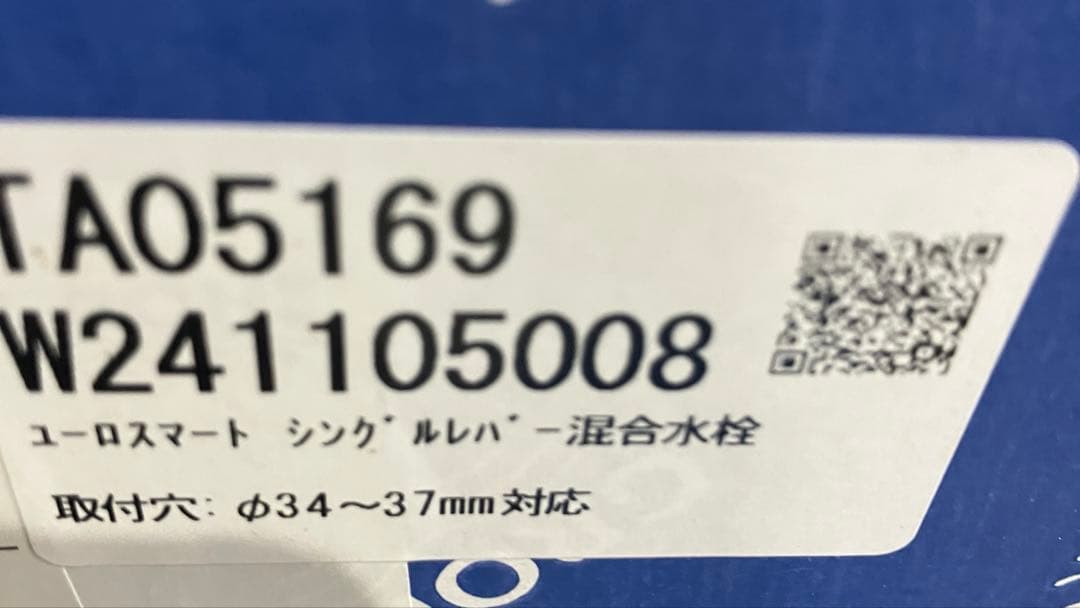 TA05169
W241105008
ユーロスマート シングルレバー混合水栓
取付穴：φ34～37mm対応